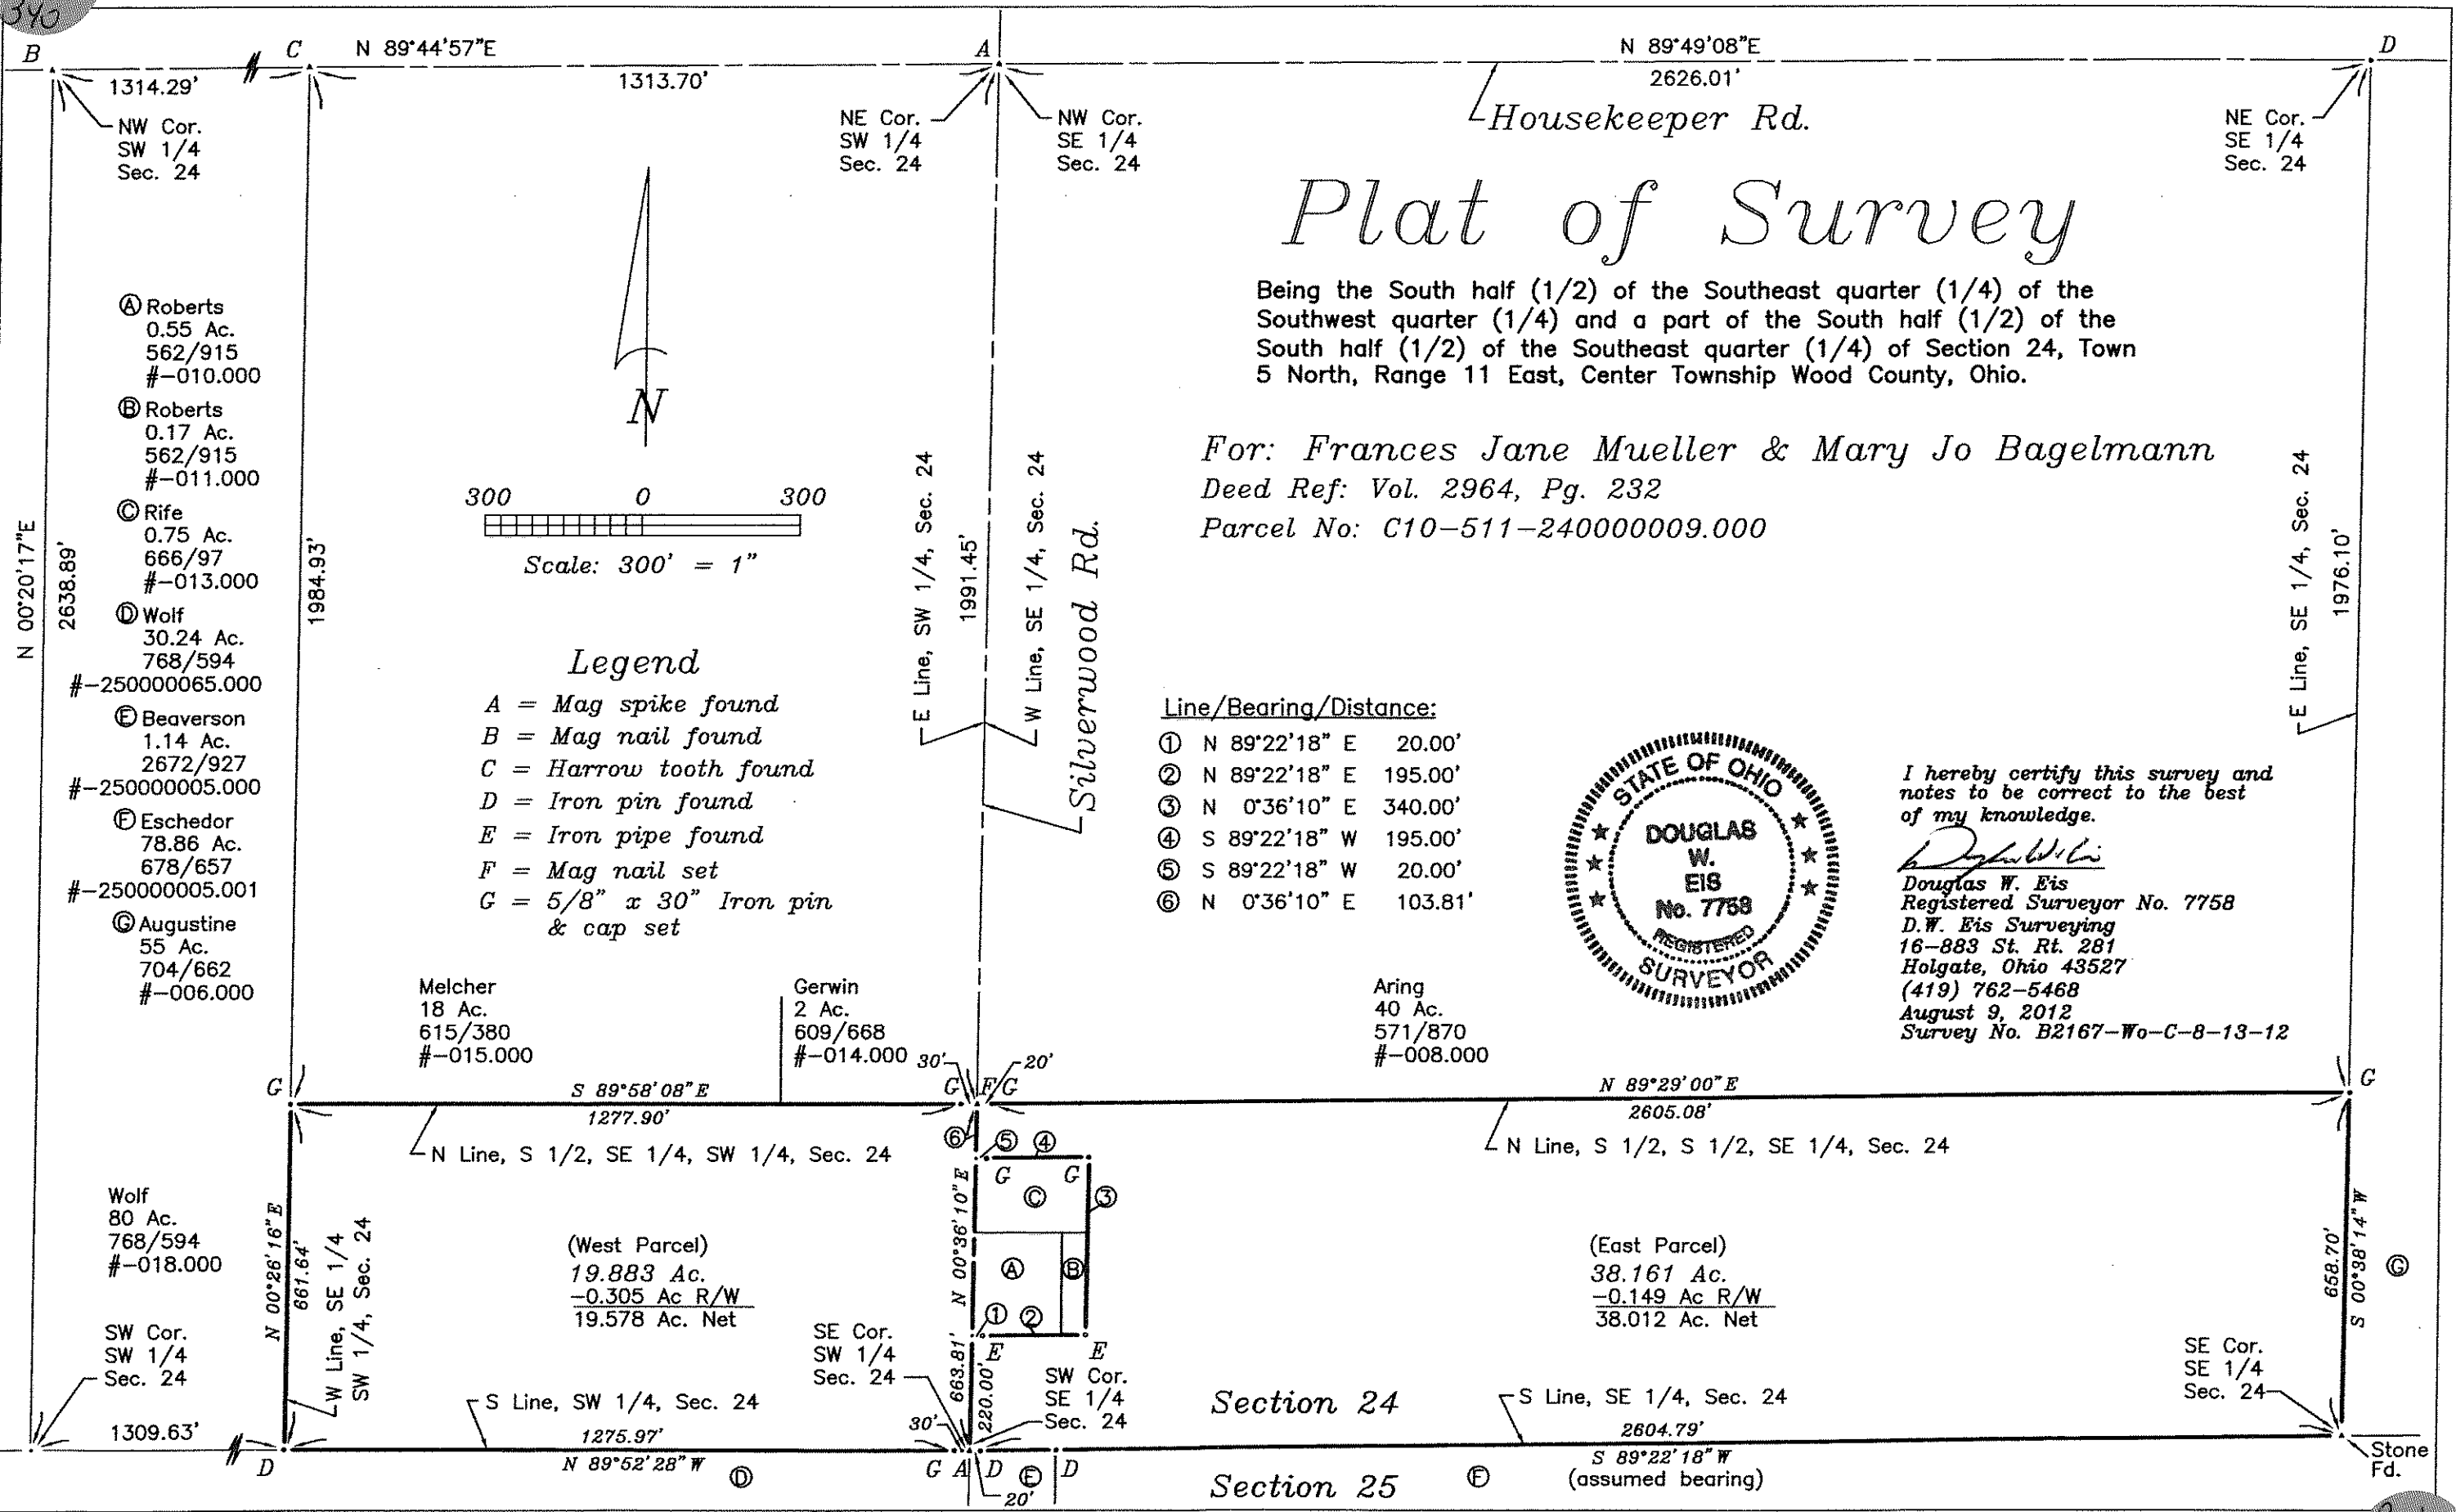 340
B
C
N 89°44'57"E
A
N 89°49'08"E
D
1314.29'
1313.70'
2626.01'
NW Cor.
SW 1/4
Sec. 24
NE Cor.
SW 1/4
Sec. 24
NW Cor.
SE 1/4
Sec. 24
Housekeeper Rd.
NE Cor.
SE 1/4
Sec. 24
Plat of Survey
Being the South half (1/2) of the Southeast quarter (1/4) of the
Southwest quarter (1/4) and a part of the South half (1/2) of the
South half (1/2) of the Southeast quarter (1/4) of Section 24, Town
5 North, Range 11 East, Center Township Wood County, Ohio.
For: Frances Jane Mueller & Mary Jo Bagelmann
Deed Ref: Vol. 2964, Pg. 232
Parcel No: C10-511-240000009.000
Ⓐ Roberts
0.55 Ac.
562/915
#-010.000
Ⓑ Roberts
0.17 Ac.
562/915
#-011.000
Ⓒ Rife
0.75 Ac.
666/97
#-013.000
Ⓓ Wolf
30.24 Ac.
768/594
#-250000065.000
Ⓔ Beaverson
1.14 Ac.
2672/927
#-250000005.000
Ⓕ Eschedor
78.86 Ac.
678/657
#-250000005.001
Ⓖ Augustine
55 Ac.
704/662
#-006.000
N 00°20'17"E
2638.89'
1984.93'
N
300 0 300
Scale: 300' = 1"
Legend
A = Mag spike found
B = Mag nail found
C = Harrow tooth found
D = Iron pin found
E = Iron pipe found
F = Mag nail set
G = 5/8" x 30" Iron pin
& cap set
E Line, SW 1/4, Sec. 24
1991.45'
W Line, SE 1/4, Sec. 24
Silverwood Rd.
E Line, SE 1/4, Sec. 24
1976.10'
Line/Bearing/Distance:
① N 89°22'18" E 20.00'
② N 89°22'18" E 195.00'
③ N 0°36'10" E 340.00'
④ S 89°22'18" W 195.00'
⑤ S 89°22'18" W 20.00'
⑥ N 0°36'10" E 103.81'
STATE OF OHIO
DOUGLAS
W.
EIS
No. 7758
REGISTERED
SURVEYOR
I hereby certify this survey and
notes to be correct to the best
of my knowledge.
Douglas W. Eis
Registered Surveyor No. 7758
D.W. Eis Surveying
16-883 St. Rt. 281
Holgate, Ohio 43527
(419) 762-5468
August 9, 2012
Survey No. B2167-Wo-C-8-13-12
Melcher
18 Ac.
615/380
#-015.000
Gerwin
2 Ac.
609/668
#-014.000
30'
20'
Aring
40 Ac.
571/870
#-008.000
G
S 89°58'08"E
G F G
N 89°29'00"E
G
1277.90'
2605.08'
N Line, S 1/2, SE 1/4, SW 1/4, Sec. 24
⑥ ⑤ ④
N Line, S 1/2, S 1/2, SE 1/4, Sec. 24
G G
Ⓒ ③
Wolf
80 Ac.
768/594
#-018.000
N 00°26'16"E
661.64'
W Line, SE 1/4
SW 1/4, Sec. 24
(West Parcel)
19.883 Ac.
-0.305 Ac R/W
19.578 Ac. Net
N 00°36'10"E
663.81'
Ⓐ Ⓑ
① ②
E E
220.00'
(East Parcel)
38.161 Ac.
-0.149 Ac R/W
38.012 Ac. Net
658.70'
S 00°38'14"W
Ⓖ
SW Cor.
SW 1/4
Sec. 24
SE Cor.
SW 1/4
Sec. 24
SW Cor.
SE 1/4
Sec. 24
SE Cor.
SE 1/4
Sec. 24
S Line, SW 1/4, Sec. 24
Section 24
S Line, SE 1/4, Sec. 24
1309.63'
1275.97'
30'
2604.79'
D
N 89°52'28"W
Ⓓ
G A D Ⓔ D
20'
Section 25
Ⓕ
S 89°22'18"W
(assumed bearing)
Stone
Fd.